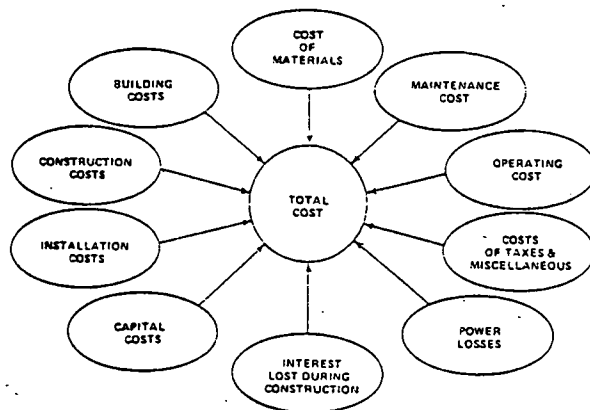 COST
OF
MATERIALS
MAINTENANCE
COST
OPERATING
COST
COSTS
OF TAXES &
MISCELLANEOUS
POWER
LOSSES
INTEREST
LOST DURING
CONSTRUCTION
CAPITAL
COSTS
INSTALLATION
COSTS
CONSTRUCTION
COSTS
BUILDING
COSTS
TOTAL
COST